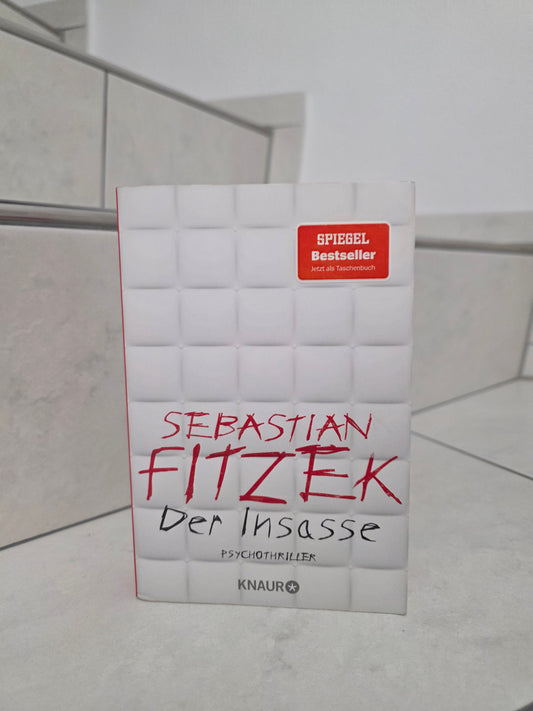 SPIEGEL
Bestseller
Jetzt als Taschenbuch
SEBASTIAN
FITZEK
Der Insasse
PSYCHOTHRILLER
KNAUR